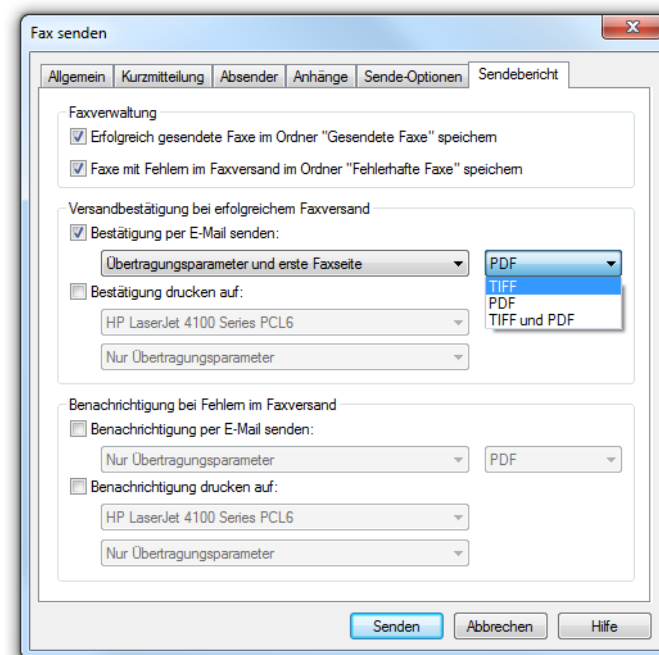 Fax senden
Allgemein Kurzmitteilung Absender Anhänge Sende-Optionen Sendebericht
Faxverwaltung
Erfolgreich gesendete Faxe im Ordner "Gesendete Faxe" speichern
Faxe mit Fehlern im Faxversand im Ordner "Fehlerhafte Faxe" speichern
Versandbestätigung bei erfolgreichem Faxversand
Bestätigung per E-Mail senden:
Übertragungsparameter und erste Faxseite PDF
TIFF
PDF
TIFF und PDF
Bestätigung drucken auf:
HP LaserJet 4100 Series PCL6
Nur Übertragungsparameter
Benachrichtigung bei Fehlern im Faxversand
Benachrichtigung per E-Mail senden:
Nur Übertragungsparameter PDF
Benachrichtigung drucken auf:
HP LaserJet 4100 Series PCL6
Nur Übertragungsparameter
Senden Abbrechen Hilfe